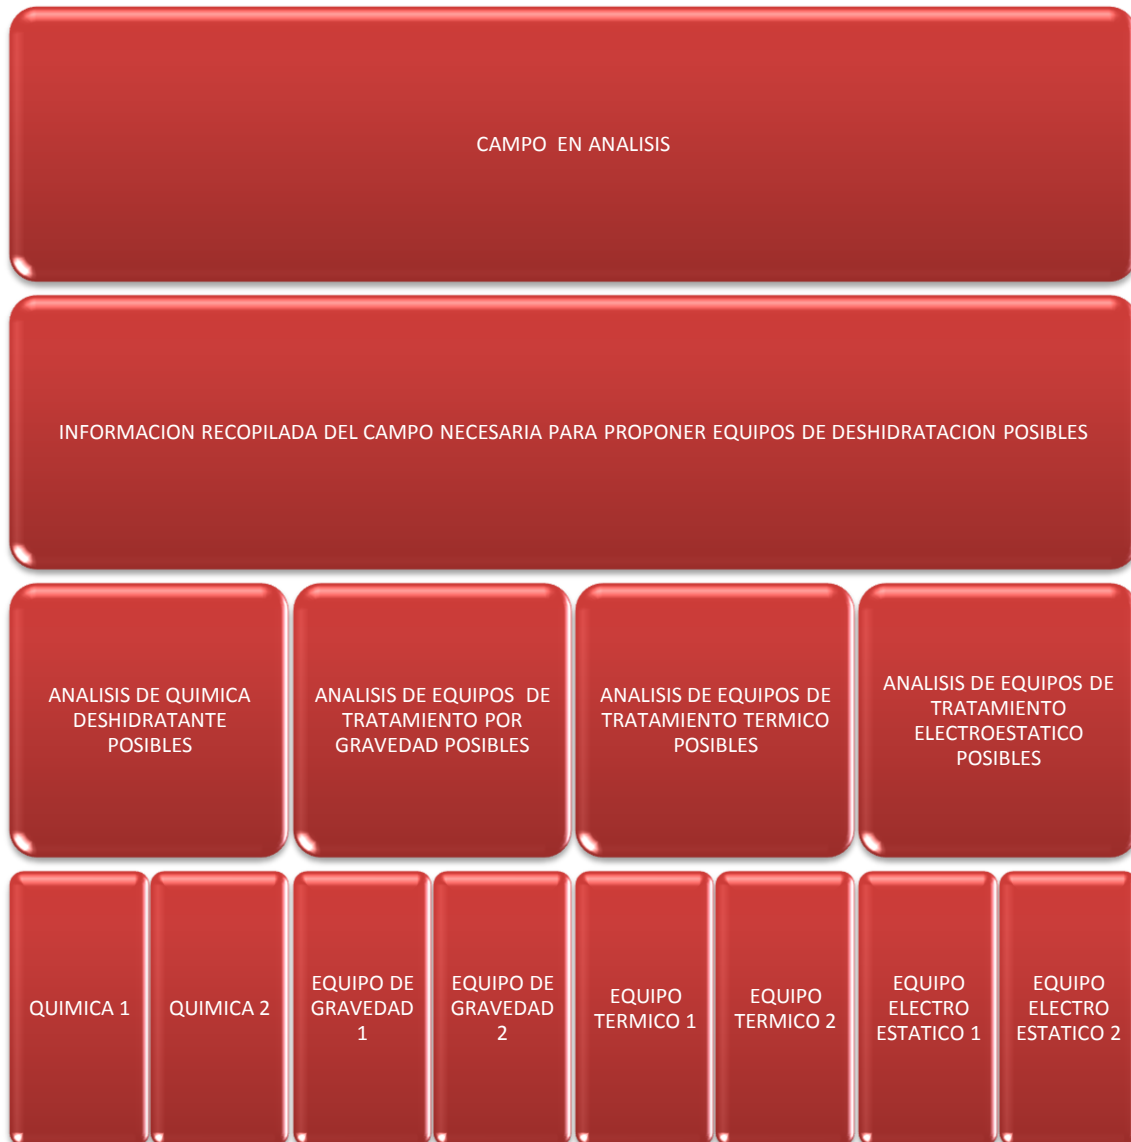 CAMPO  EN ANALISIS
INFORMACION RECOPILADA DEL CAMPO NECESARIA PARA PROPONER EQUIPOS DE DESHIDRATACION POSIBLES
ANALISIS DE QUIMICA
DESHIDRATANTE
POSIBLES
ANALISIS DE EQUIPOS  DE
TRATAMIENTO POR
GRAVEDAD POSIBLES
ANALISIS DE EQUIPOS DE
TRATAMIENTO TERMICO
POSIBLES
ANALISIS DE EQUIPOS DE
TRATAMIENTO
ELECTROESTATICO
POSIBLES
QUIMICA 1
QUIMICA 2
EQUIPO DE
GRAVEDAD
1
EQUIPO DE
GRAVEDAD
2
EQUIPO
TERMICO 1
EQUIPO
TERMICO 2
EQUIPO
ELECTRO
ESTATICO 1
EQUIPO
ELECTRO
ESTATICO 2